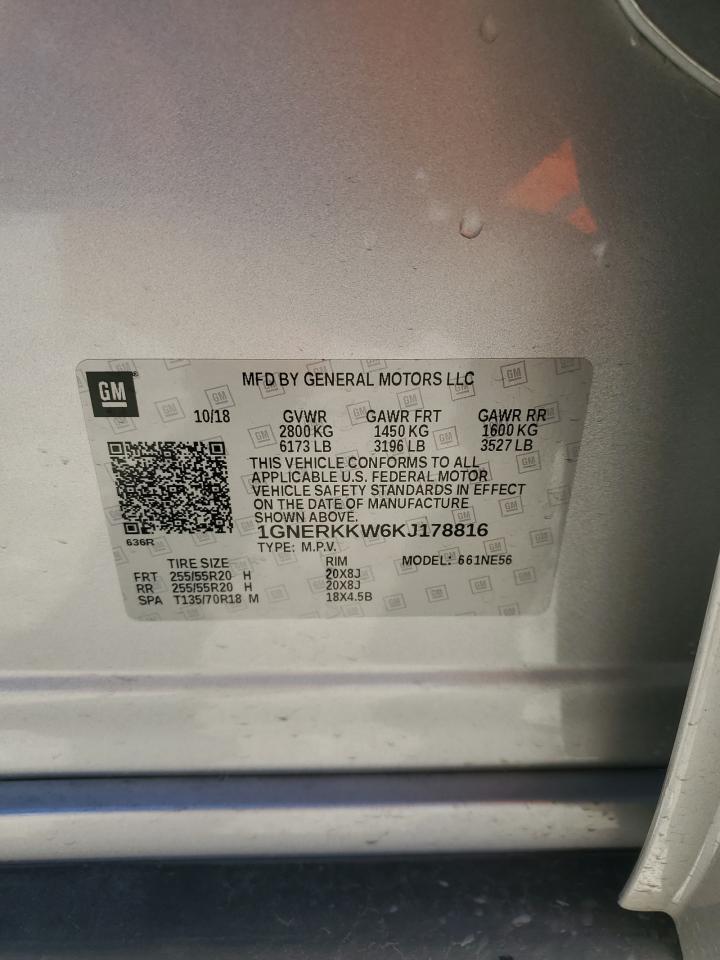 GM ®
MFD BY GENERAL MOTORS LLC
10/18 GVWR GAWR FRT GAWR RR
2800 KG 1450 KG 1600 KG
6173 LB 3196 LB 3527 LB
THIS VEHICLE CONFORMS TO ALL
APPLICABLE U.S. FEDERAL MOTOR
VEHICLE SAFETY STANDARDS IN EFFECT
ON THE DATE OF MANUFACTURE
SHOWN ABOVE.
636R
1GNERKKW6KJ178816
TYPE: M.P.V.
TIRE SIZE RIM MODEL: 661NE56
FRT 255/55R20 H 20X8J
RR 255/55R20 H 20X8J
SPA T135/70R18 M 18X4.5B